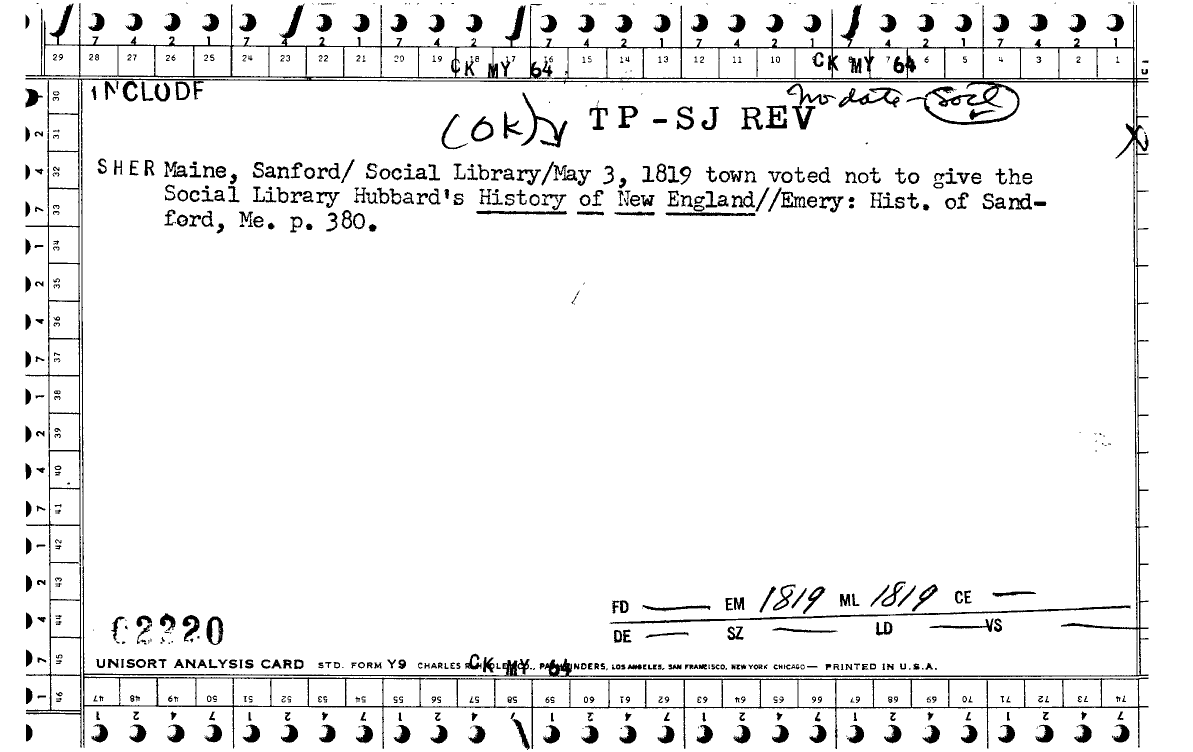 7 4 2 1 7 4 2 1 7 4 2 1 7 4 2 1 7 4 2 1 7 4 2 1 7 4 2 1
29 28 27 26 25 24 23 22 21 20 19 18 17 16 15 14 13 12 11 10 9 8 7 6 5 4 3 2 1
CK MY 64 CK MY 64
INCLUDE
no date - Socl
(OK) TP-SJ REV
SHER Maine, Sanford/ Social Library/May 3, 1819 town voted not to give the
Social Library Hubbard's History of New England//Emery: Hist. of Sand-
ford, Me. p. 380.
30
31
32
33
34
35
36
37
38
39
40
41
42
43
44
45
46
FD — EM 1819 ML 1819 CE —
DE — SZ — LD — VS —
02220
UNISORT ANALYSIS CARD STD. FORM Y9 CHARLES R. HADLEY CO., PATHFINDERS, LOS ANGELES, SAN FRANCISCO, NEW YORK CHICAGO — PRINTED IN U.S.A.
CK MY 64
47 48 49 50 51 52 53 54 55 56 57 58 59 60 61 62 63 64 65 66 67 68 69 70 71 72 73 74
1 2 4 7 1 2 4 7 1 2 4 7 1 2 4 7 1 2 4 7 1 2 4 7 1 2 4 7